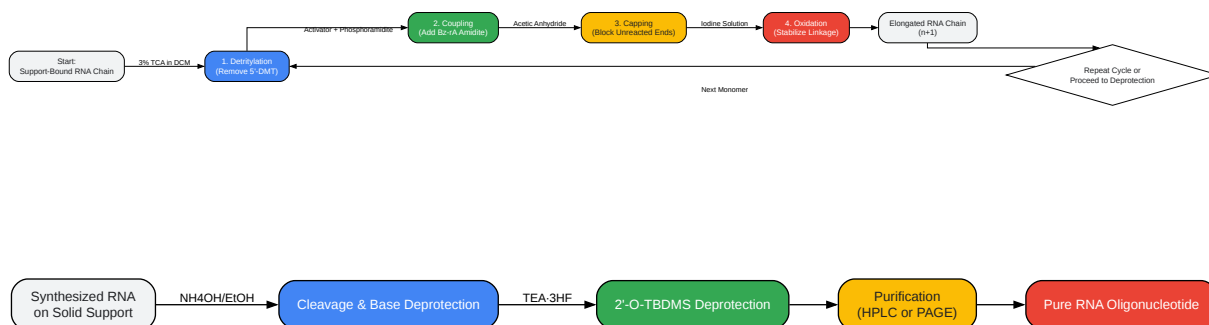 2. Coupling
(Add Bz-rA Amidite)
3. Capping
(Block Unreacted Ends)
4. Oxidation
(Stabilize Linkage)
Elongated RNA Chain
(n+1)
Activator + Phosphoramidite
Acetic Anhydride
Iodine Solution
Start:
Support-Bound RNA Chain
3% TCA in DCM
1. Detritylation
(Remove 5'-DMT)
Repeat Cycle or
Proceed to Deprotection
Next Monomer
Synthesized RNA
on Solid Support
NH4OH/EtOH
Cleavage & Base Deprotection
TEA·3HF
2'-O-TBDMS Deprotection
Purification
(HPLC or PAGE)
Pure RNA Oligonucleotide